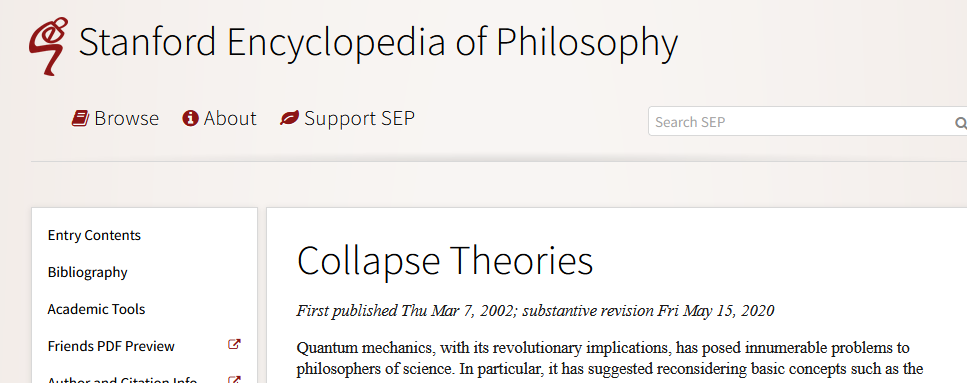 Stanford Encyclopedia of Philosophy
Browse About Support SEP
Search SEP
Entry Contents
Bibliography
Academic Tools
Friends PDF Preview
Author and Citation Info
Collapse Theories
First published Thu Mar 7, 2002; substantive revision Fri May 15, 2020
Quantum mechanics, with its revolutionary implications, has posed innumerable problems to
philosophers of science. In particular, it has suggested reconsidering basic concepts such as the